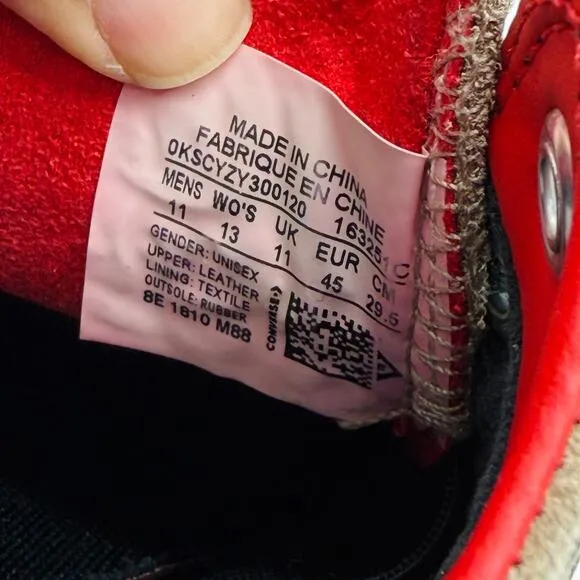 MADE IN CHINA
FABRIQUE EN CHINE
0KSCYZY300120 16325 C
MENS WO'S UK EUR CM
11 13 11 45 29.5
GENDER: UNISEX
UPPER: LEATHER
LINING: TEXTILE
OUTSOLE: RUBBER
8E 1810 M88
CONVERSE